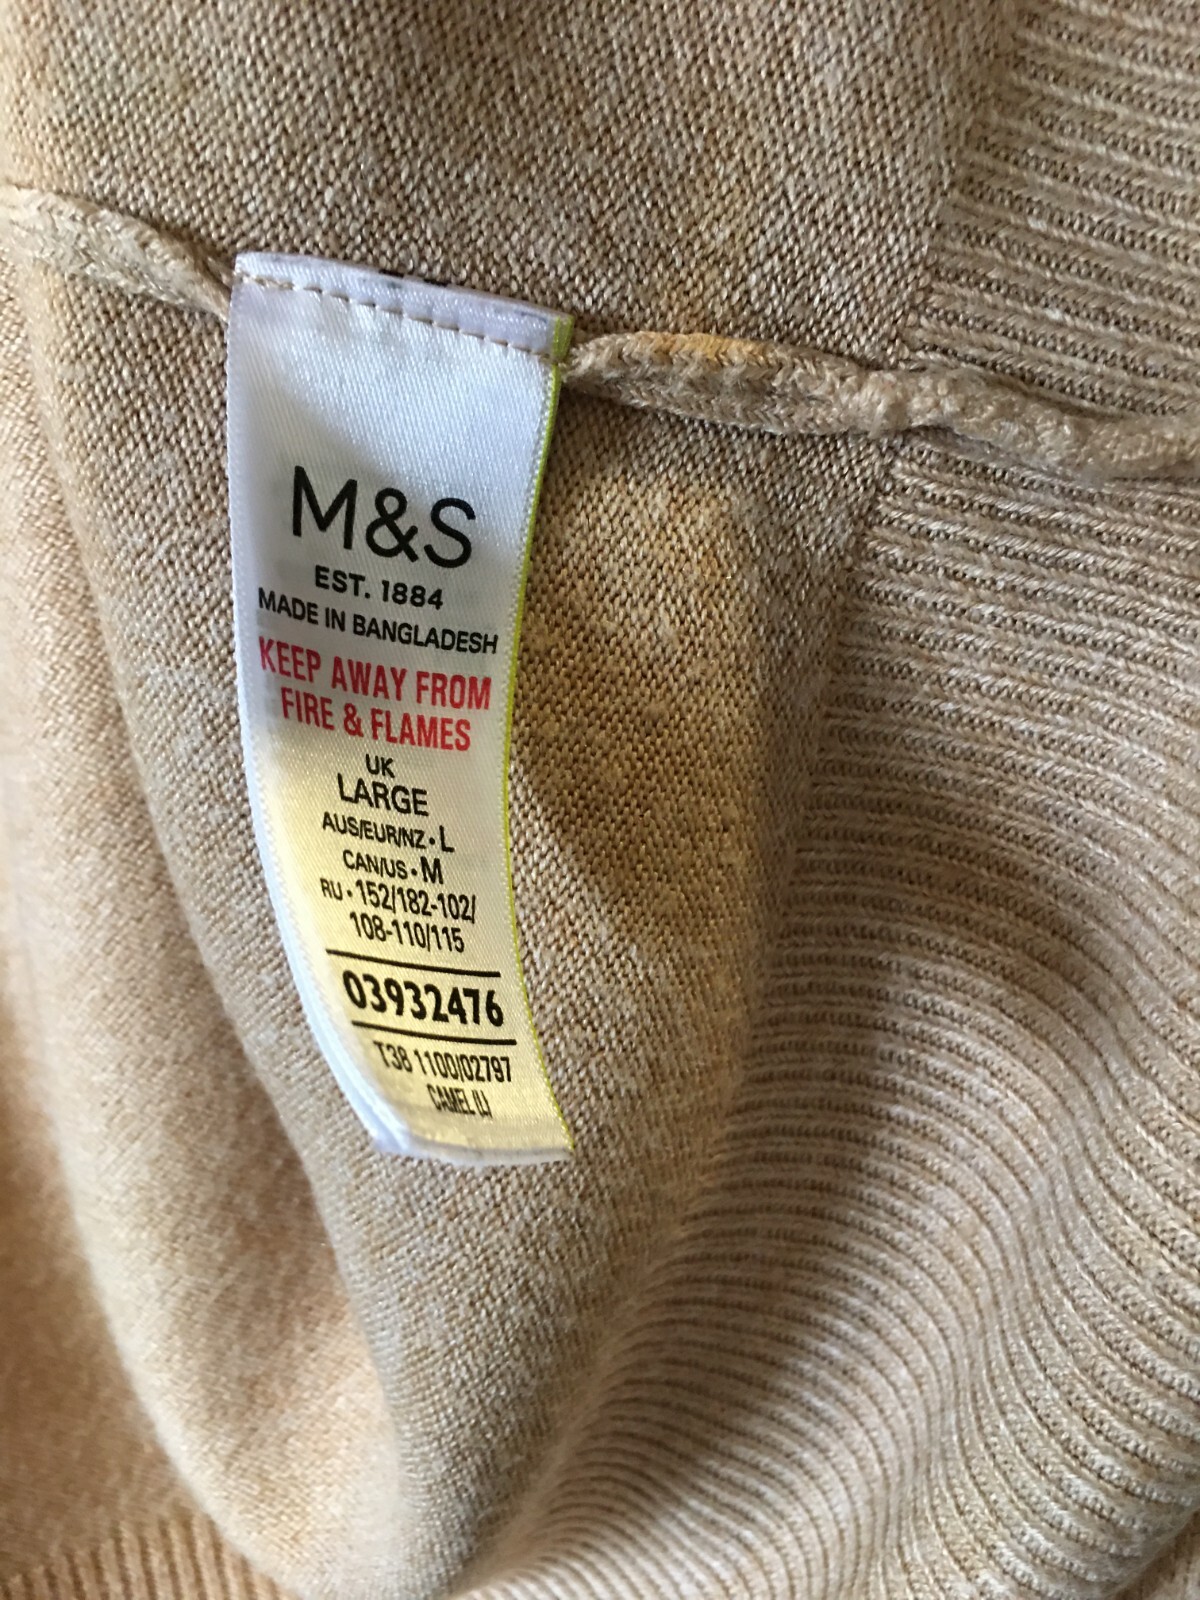 M&S
EST. 1884
MADE IN BANGLADESH
KEEP AWAY FROM
FIRE & FLAMES
UK
LARGE
AUS/EUR/NZ • L
CAN/US • M
RU • 152/182-102/
108-110/115
03932476
T38 1100/02797
CAMEL (L)